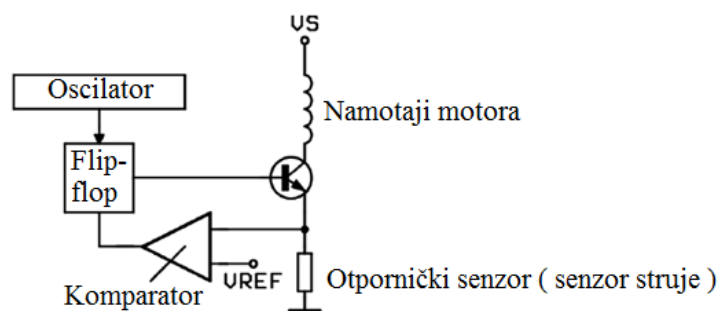 VS
Oscilator
Namotaji motora
Flip-
flop
VREF
Komparator
Otpornički senzor ( senzor struje )